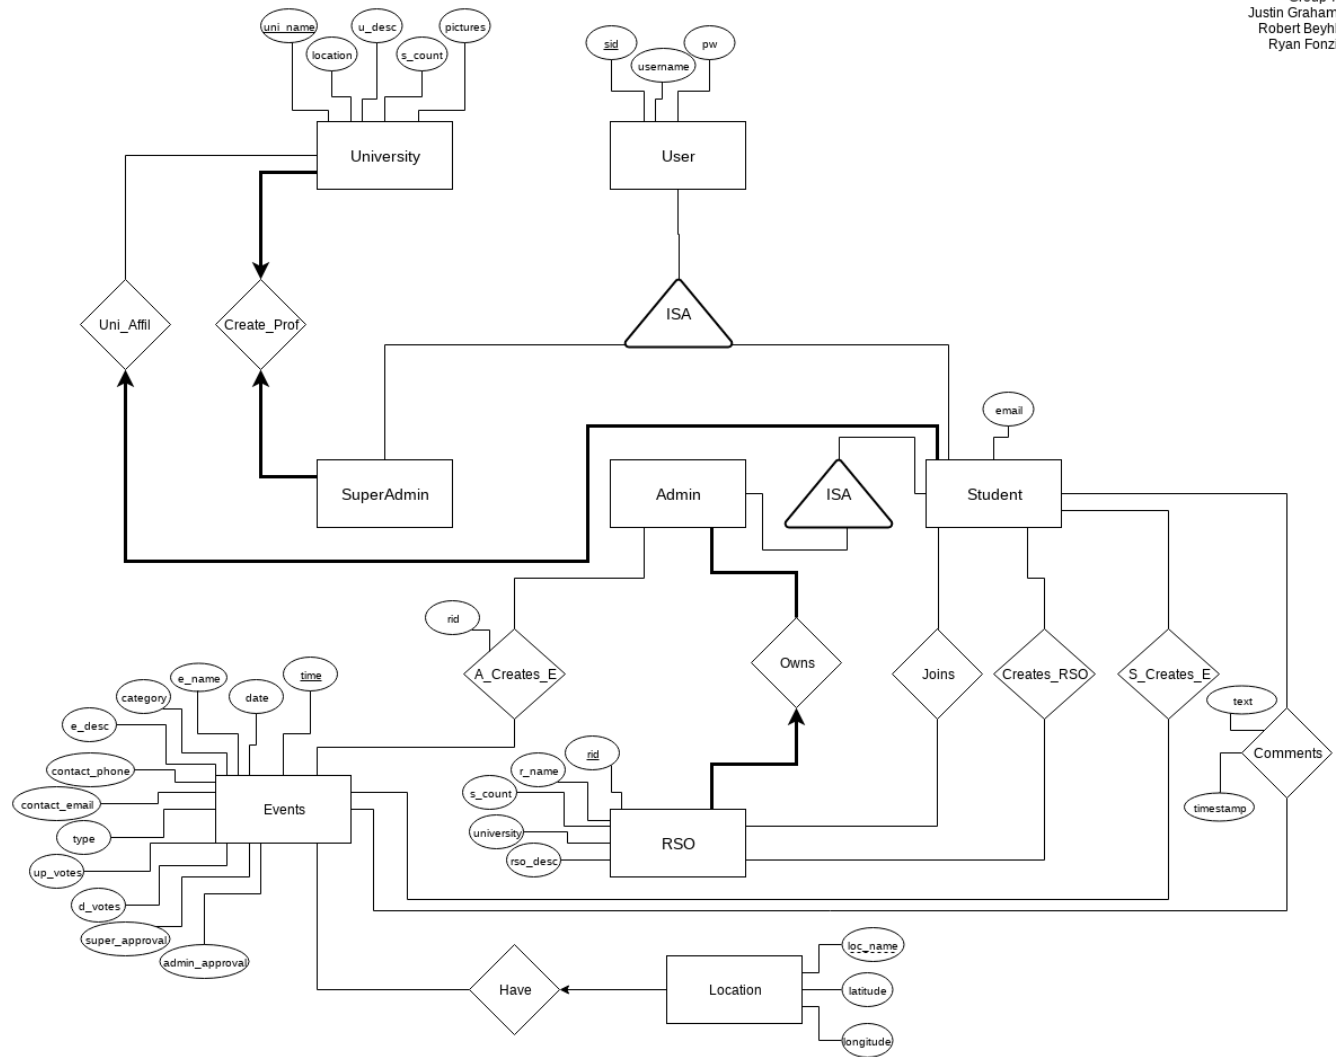 Justin Graham
Robert Beyh
Ryan Fonzi
uni_name
u_desc
pictures
location
s_count
sid
username
pw
University
User
ISA
Uni_Affil
Create_Prof
email
SuperAdmin
Admin
ISA
Student
rid
A_Creates_E
Owns
Joins
Creates_RSO
S_Creates_E
text
Comments
timestamp
time
e_name
date
category
e_desc
contact_phone
contact_email
type
up_votes
d_votes
super_approval
admin_approval
Events
rid
r_name
s_count
university
rso_desc
RSO
Have
Location
loc_name
latitude
longitude